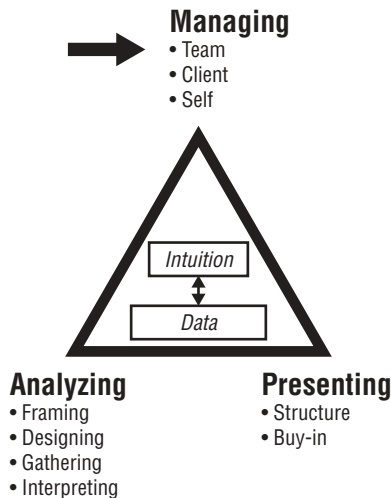 Managing
• Team
• Client
• Self
Intuition
Data
Analyzing
• Framing
• Designing
• Gathering
• Interpreting
Presenting
• Structure
• Buy-in